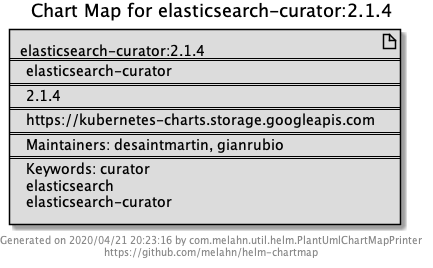 Chart Map for elasticsearch-curator:2.1.4
elasticsearch-curator:2.1.4
elasticsearch-curator
2.1.4
https://kubernetes-charts.storage.googleapis.com
Maintainers: desaintmartin, gianrubio
Keywords: curator
elasticsearch
elasticsearch-curator
Generated on 2020/04/21 20:23:16 by com.melahn.util.helm.PlantUmlChartMapPrinter
https://github.com/melahn/helm-chartmap